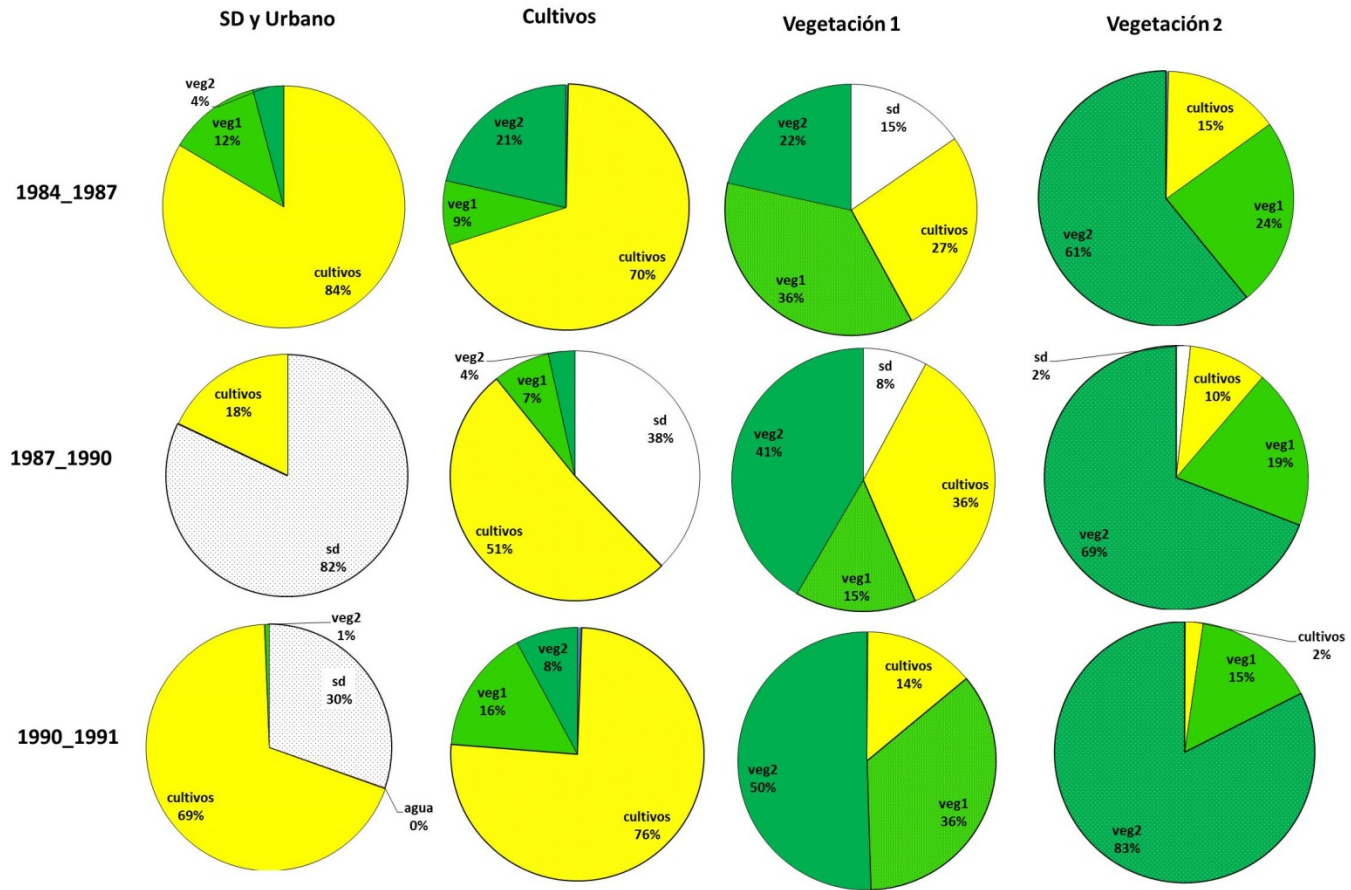 SD y Urbano
Cultivos
Vegetación 1
Vegetación 2
1984_1987
veg2
4%
veg1
12%
cultivos
84%
veg2
21%
veg1
9%
cultivos
70%
veg2
22%
sd
15%
cultivos
27%
veg1
36%
cultivos
15%
veg1
24%
veg2
61%
1987_1990
cultivos
18%
sd
82%
veg2
4%
veg1
7%
sd
38%
cultivos
51%
sd
8%
veg2
41%
cultivos
36%
veg1
15%
sd
2%
cultivos
10%
veg1
19%
veg2
69%
1990_1991
veg2
1%
sd
30%
cultivos
69%
agua
0%
veg2
8%
veg1
16%
cultivos
76%
cultivos
14%
veg2
50%
veg1
36%
cultivos
2%
veg1
15%
veg2
83%